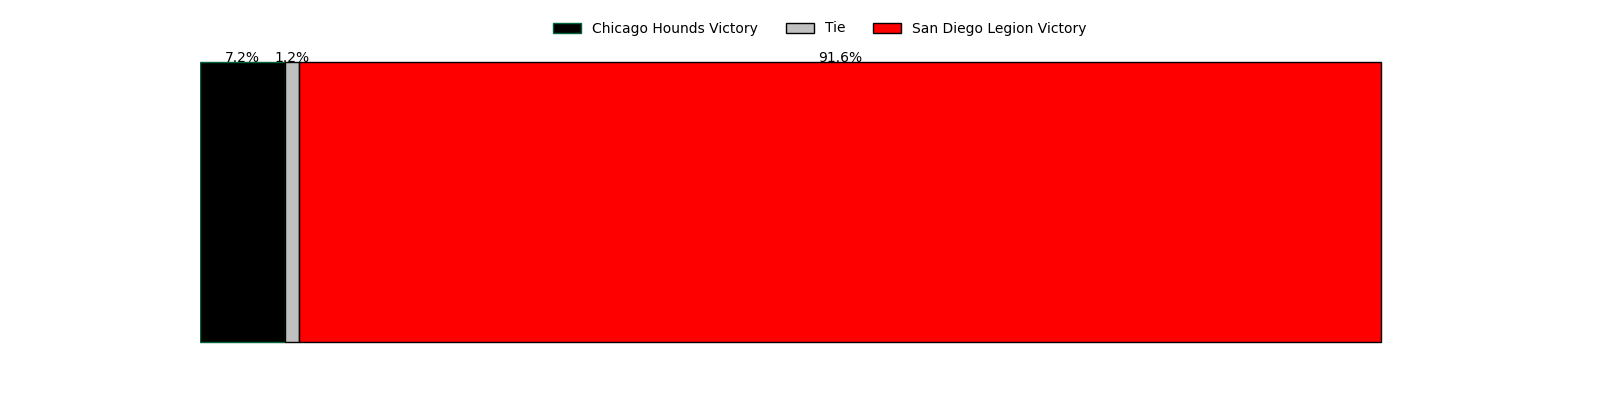 Chicago Hounds Victory Tie San Diego Legion Victory
7.2% 1.2% 91.6%